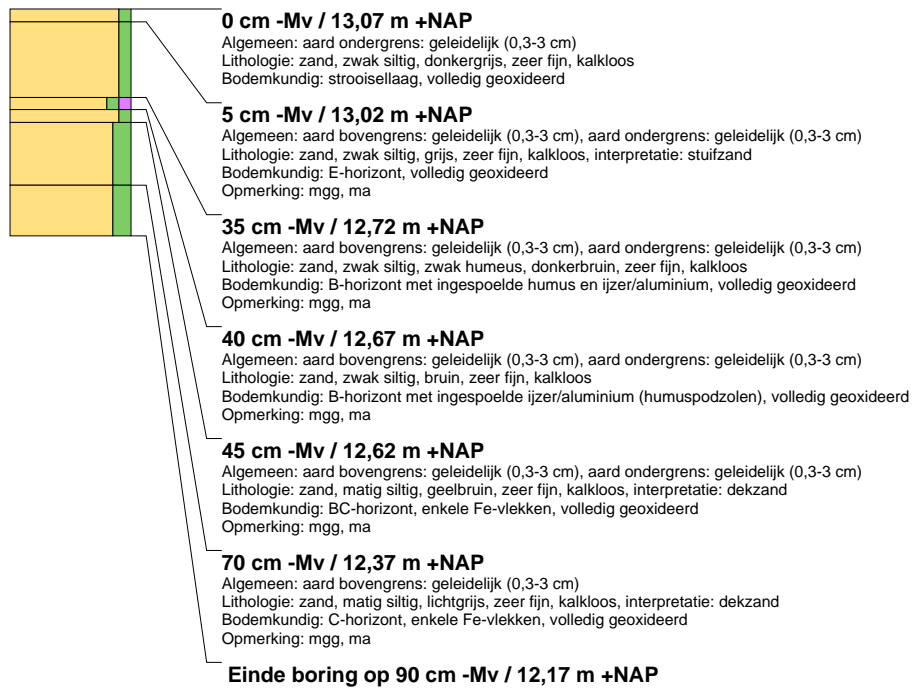 0 cm -Mv / 13,07 m +NAP
Algemeen: aard ondergrens: geleidelijk (0,3-3 cm)
Lithologie: zand, zwak siltig, donkergrijs, zeer fijn, kalkloos
Bodemkundig: strooisellaag, volledig geoxideerd
5 cm -Mv / 13,02 m +NAP
Algemeen: aard bovengrens: geleidelijk (0,3-3 cm), aard ondergrens: geleidelijk (0,3-3 cm)
Lithologie: zand, zwak siltig, grijs, zeer fijn, kalkloos, interpretatie: stuifzand
Bodemkundig: E-horizont, volledig geoxideerd
Opmerking: mgg, ma
35 cm -Mv / 12,72 m +NAP
Algemeen: aard bovengrens: geleidelijk (0,3-3 cm), aard ondergrens: geleidelijk (0,3-3 cm)
Lithologie: zand, zwak siltig, zwak humeus, donkerbruin, zeer fijn, kalkloos
Bodemkundig: B-horizont met ingespoelde humus en ijzer/aluminium, volledig geoxideerd
Opmerking: mgg, ma
40 cm -Mv / 12,67 m +NAP
Algemeen: aard bovengrens: geleidelijk (0,3-3 cm), aard ondergrens: geleidelijk (0,3-3 cm)
Lithologie: zand, zwak siltig, bruin, zeer fijn, kalkloos
Bodemkundig: B-horizont met ingespoelde ijzer/aluminium (humuspodzolen), volledig geoxideerd
Opmerking: mgg, ma
45 cm -Mv / 12,62 m +NAP
Algemeen: aard bovengrens: geleidelijk (0,3-3 cm), aard ondergrens: geleidelijk (0,3-3 cm)
Lithologie: zand, matig siltig, geelbruin, zeer fijn, kalkloos, interpretatie: dekzand
Bodemkundig: BC-horizont, enkele Fe-vlekken, volledig geoxideerd
Opmerking: mgg, ma
70 cm -Mv / 12,37 m +NAP
Algemeen: aard bovengrens: geleidelijk (0,3-3 cm)
Lithologie: zand, matig siltig, lichtgrijs, zeer fijn, kalkloos, interpretatie: dekzand
Bodemkundig: C-horizont, enkele Fe-vlekken, volledig geoxideerd
Opmerking: mgg, ma
Einde boring op 90 cm -Mv / 12,17 m +NAP